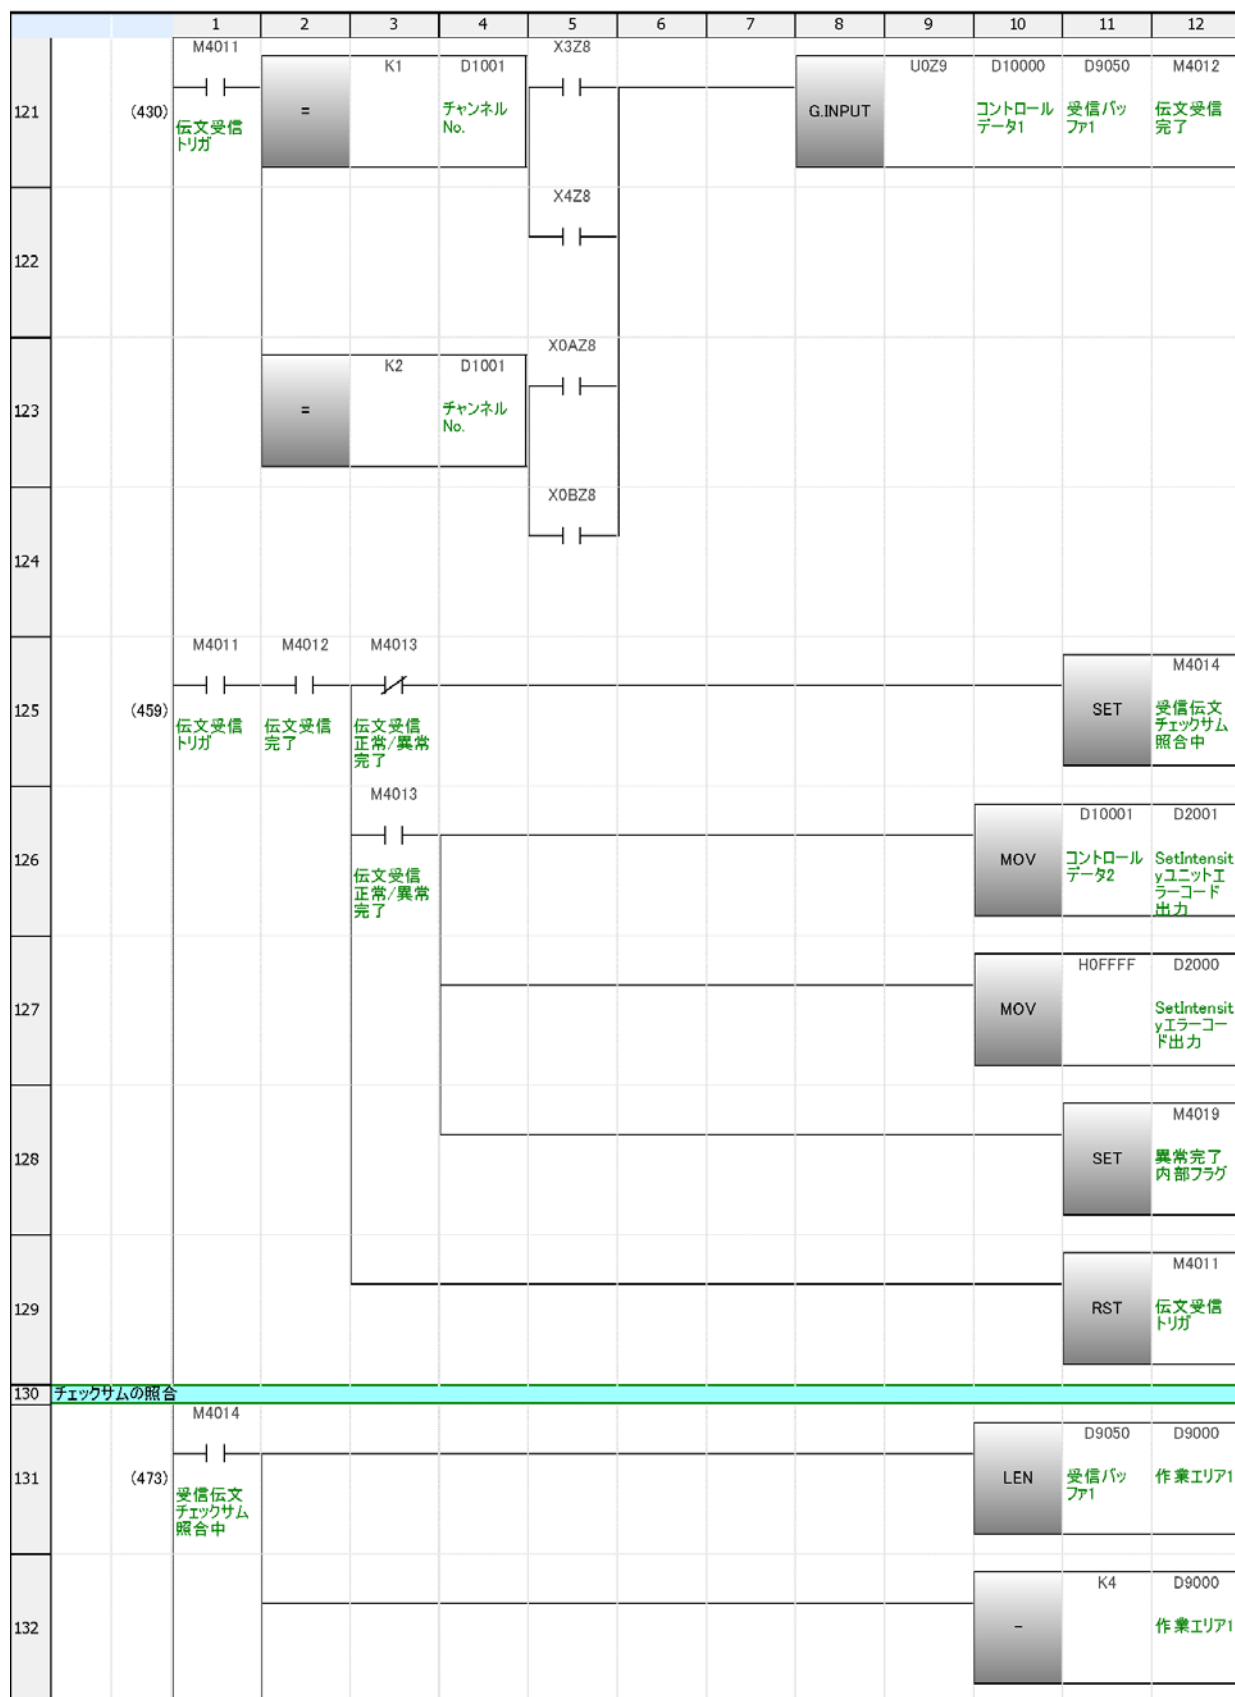 1 2 3 4 5 6 7 8 9 10 11 12
M4011 X3Z8
K1 D1001 U0Z9 D10000 D9050 M4012
121 (430) = G.INPUT
伝文受信
トリガ
チャンネル
No.
コントロール
データ1
受信バッ
ファ1
伝文受信
完了
X4Z8
122
X0AZ8
K2 D1001
123 =
チャンネル
No.
X0BZ8
124
M4011 M4012 M4013
M4014
125 (459) SET
伝文受信
トリガ
伝文受信
完了
伝文受信
正常/異常
完了
受信伝文
チェックサム
照合中
M4013
D10001 D2001
126 MOV
伝文受信
正常/異常
完了
コントロール
データ2
SetIntensit
yユニットエ
ラーコード
出力
H0FFFF D2000
127 MOV
SetIntensit
yエラーコー
ド出力
M4019
128 SET
異常完了
内部フラグ
M4011
129 RST
伝文受信
トリガ
130 チェックサムの照合
M4014
D9050 D9000
131 (473) LEN
受信伝文
チェックサム
照合中
受信バッ
ファ1
作業エリア1
K4 D9000
132 -
作業エリア1